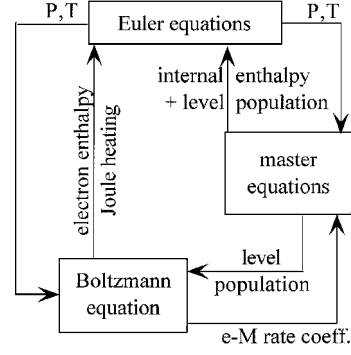 P,T
Euler equations
P,T
internal enthalpy
+ level population
electron enthalpy
Joule heating
master
equations
level
population
Boltzmann
equation
e-M rate coeff.